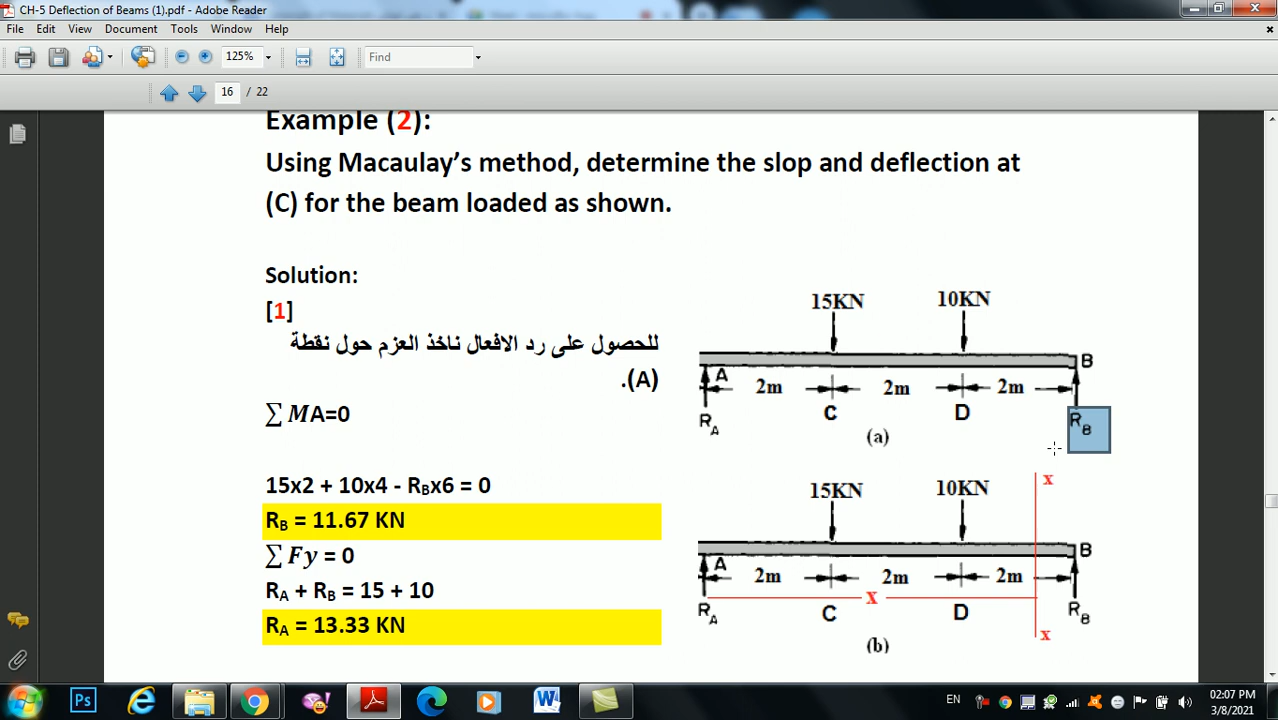 CH-5 Deflection of Beams (1).pdf - Adobe Reader
File Edit View Document Tools Window Help
125% Find
16 / 22
Example (2):
Using Macaulay’s method, determine the slop and deflection at
(C) for the beam loaded as shown.
Solution:
[1]
للحصول على رد الافعال ناخذ العزم حول نقطة
(A).
∑ MA=0
15x2 + 10x4 - RBx6 = 0
RB = 11.67 KN
∑ Fy = 0
RA + RB = 15 + 10
RA = 13.33 KN
15KN 10KN
A B
2m 2m 2m
RA C D RB
(a)
x
15KN 10KN
A B
2m 2m 2m
x
RA C D RB
x
(b)
Ps W EN 02:07 PM
3/8/2021